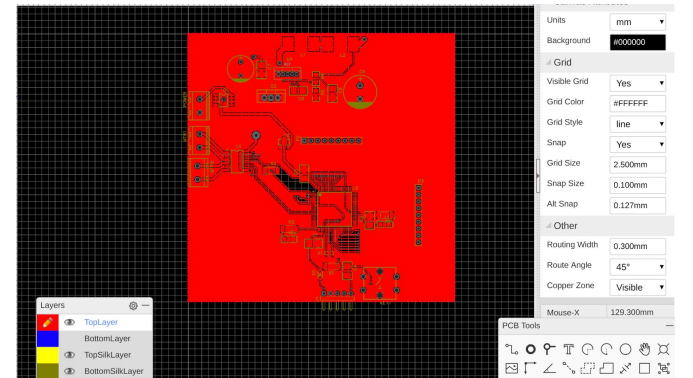 Units
mm
Background
#000000
Grid
Visible Grid
Yes
Grid Color
#FFFFFF
Grid Style
line
Snap
Yes
Grid Size
2.500mm
Snap Size
0.100mm
Alt Snap
0.127mm
Other
Routing Width
0.300mm
Route Angle
45°
Copper Zone
Visible
Mouse-X
129.300mm
Layers
TopLayer
BottomLayer
TopSilkLayer
BottomSilkLayer
PCB Tools
T